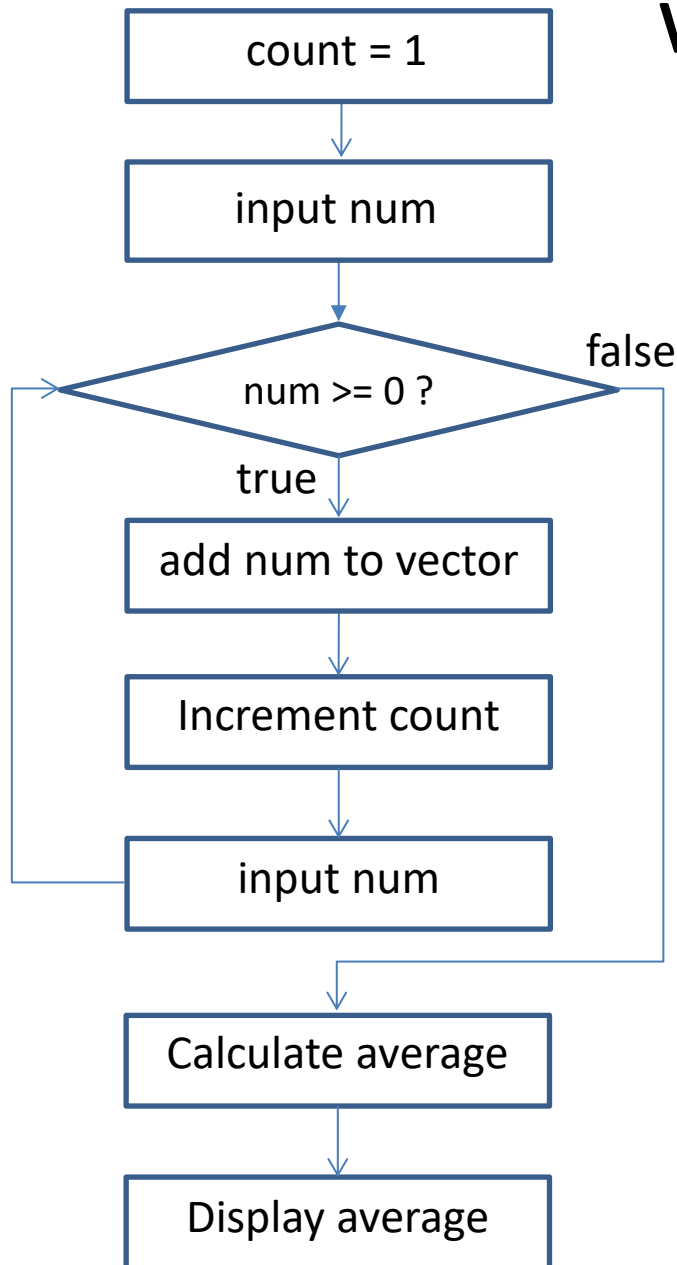 count = 1
input num
num >= 0 ?
false
true
add num to vector
Increment count
input num
Calculate average
Display average